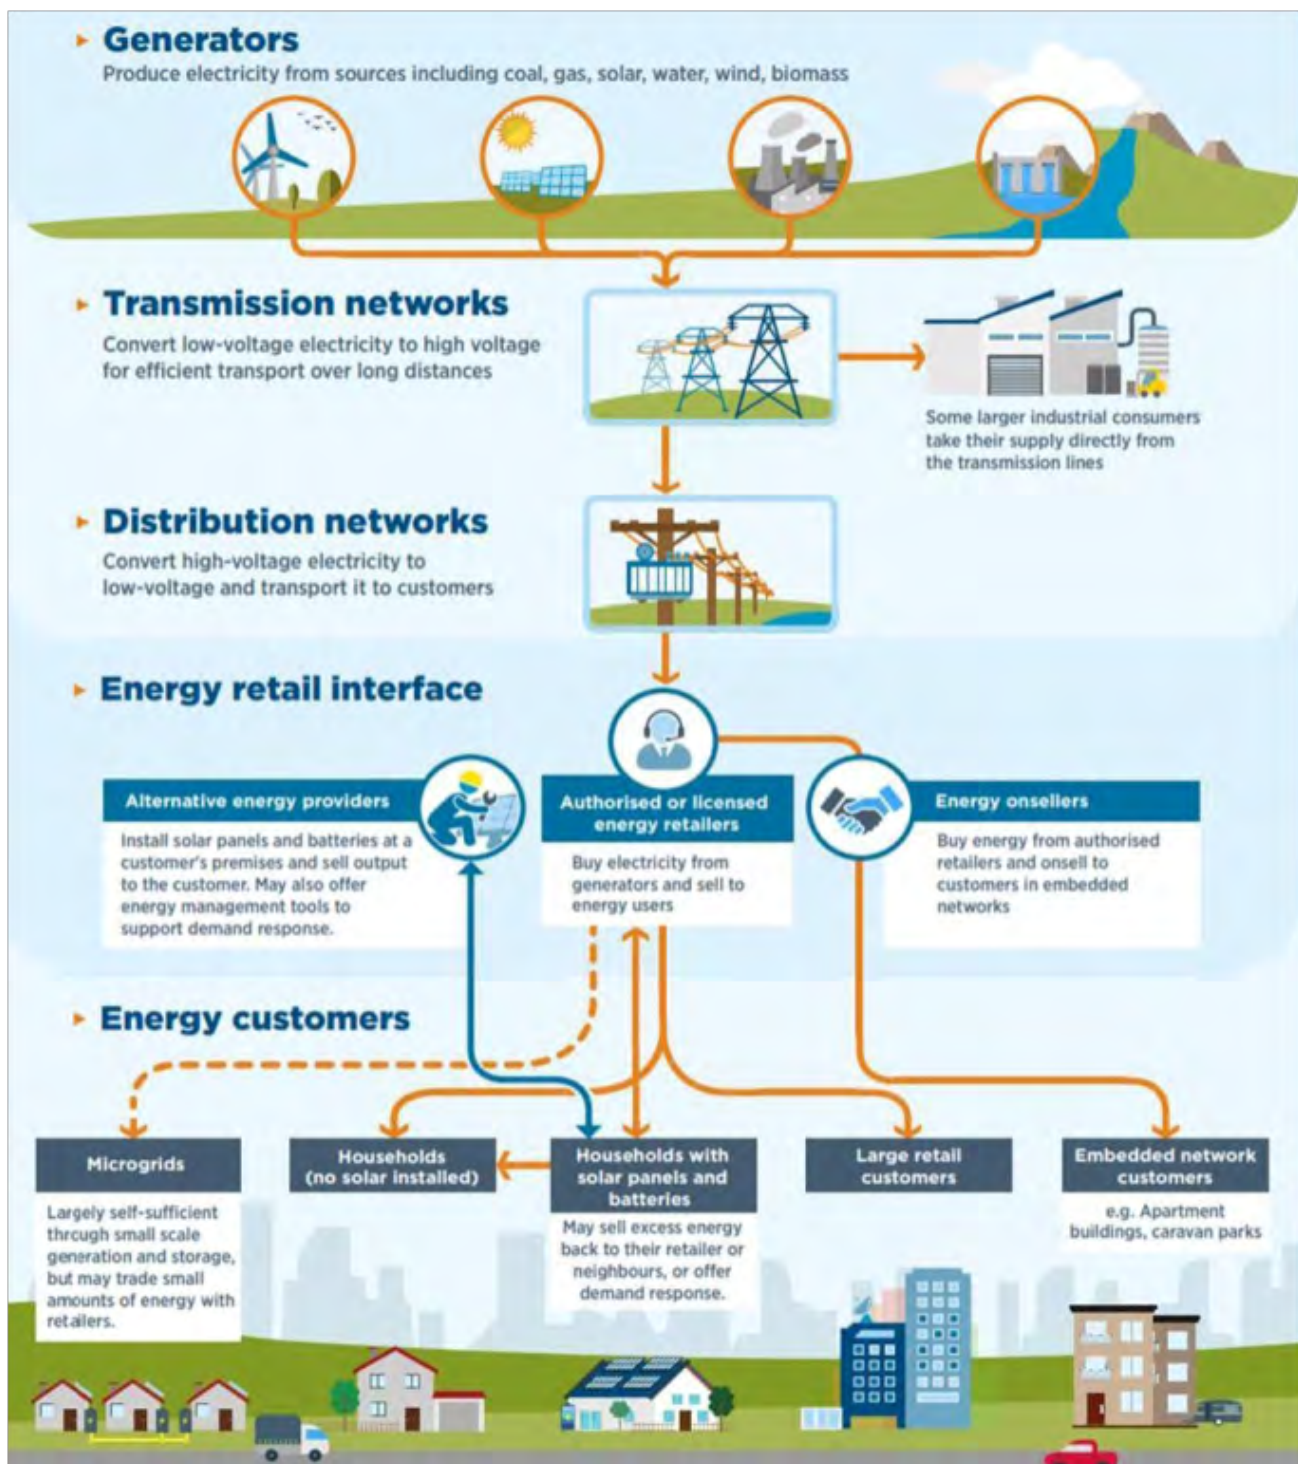 Generators
Produce electricity from sources including coal, gas, solar, water, wind, biomass
Transmission networks
Convert low-voltage electricity to high voltage
for efficient transport over long distances
Some larger industrial consumers
take their supply directly from
the transmission lines
Distribution networks
Convert high-voltage electricity to
low-voltage and transport it to customers
Energy retail interface
Alternative energy providers
Install solar panels and batteries at a
customer's premises and sell output
to the customer. May also offer
energy management tools to
support demand response.
Authorised or licensed
energy retailers
Buy electricity from
generators and sell to
energy users
Energy onsellers
Buy energy from authorised
retailers and onsell to
customers in embedded
networks
Energy customers
Microgrids
Largely self-sufficient
through small scale
generation and storage,
but may trade small
amounts of energy with
retailers.
Households
(no solar installed)
Households with
solar panels and
batteries
May sell excess energy
back to their retailer or
neighbours, or offer
demand response.
Large retail
customers
Embedded network
customers
e.g. Apartment
buildings, caravan parks